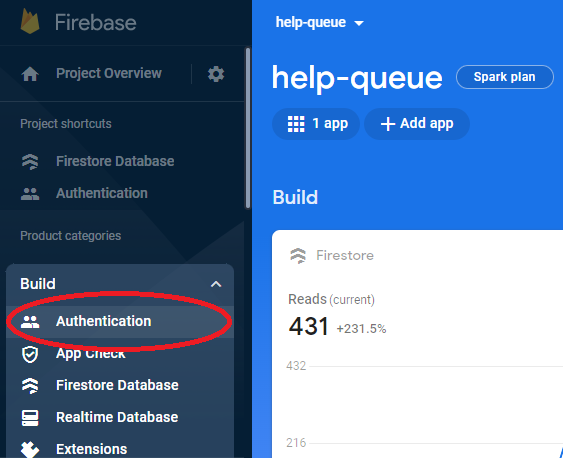 Firebase
Project Overview
Project shortcuts
Firestore Database
Authentication
Product categories
Build
Authentication
App Check
Firestore Database
Realtime Database
Extensions
help-queue
help-queue
Spark plan
1 app
Add app
Build
Firestore
Reads (current)
431 +231.5%
432
216